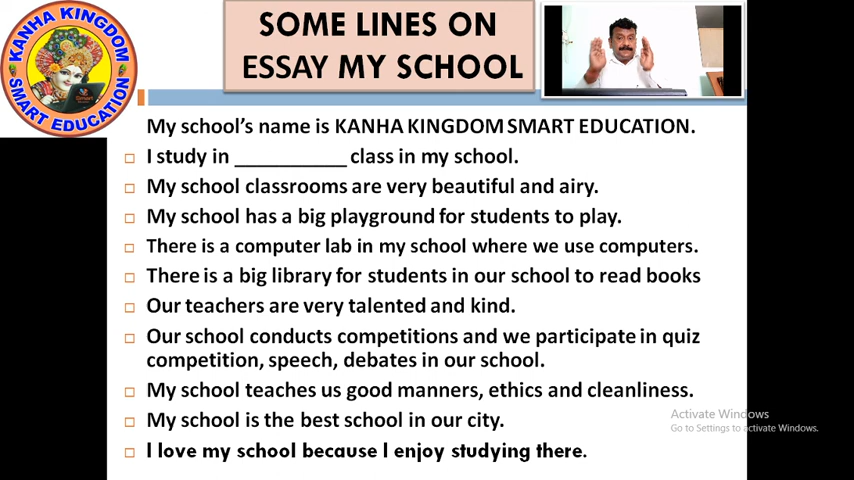 KANHA KINGDOM
SMART EDUCATION
SOME LINES ON
ESSAY MY SCHOOL
My school's name is KANHA KINGDOM SMART EDUCATION.
I study in __________ class in my school.
My school classrooms are very beautiful and airy.
My school has a big playground for students to play.
There is a computer lab in my school where we use computers.
There is a big library for students in our school to read books
Our teachers are very talented and kind.
Our school conducts competitions and we participate in quiz
competition, speech, debates in our school.
My school teaches us good manners, ethics and cleanliness.
My school is the best school in our city.
I love my school because I enjoy studying there.
Activate Windows
Go to Settings to activate Windows.